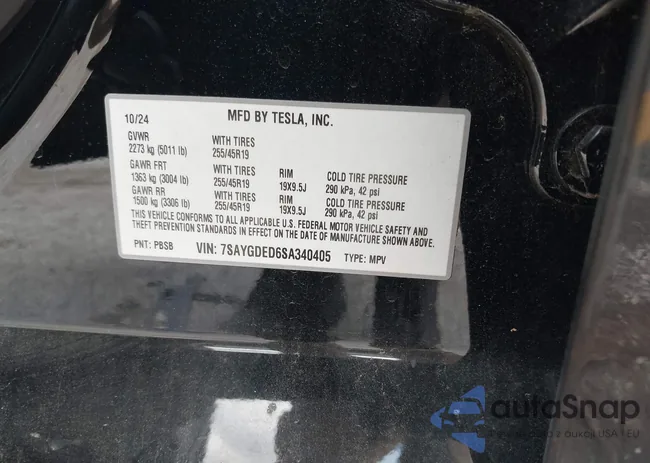 10/24 MFD BY TESLA, INC.
GVWR WITH TIRES
2273 kg (5011 lb) 255/45R19
GAWR FRT WITH TIRES RIM COLD TIRE PRESSURE
1363 kg (3004 lb) 255/45R19 19X9.5J 290 kPa, 42 psi
GAWR RR WITH TIRES RIM COLD TIRE PRESSURE
1500 kg (3306 lb) 255/45R19 19X9.5J 290 kPa, 42 psi
THIS VEHICLE CONFORMS TO ALL APPLICABLE U.S. FEDERAL MOTOR VEHICLE SAFETY AND
THEFT PREVENTION STANDARDS IN EFFECT ON THE DATE OF MANUFACTURE SHOWN ABOVE.
PNT: PBSB VIN: 7SAYGDED6SA340405 TYPE: MPV
autaSnap
z aukcji USA i EU